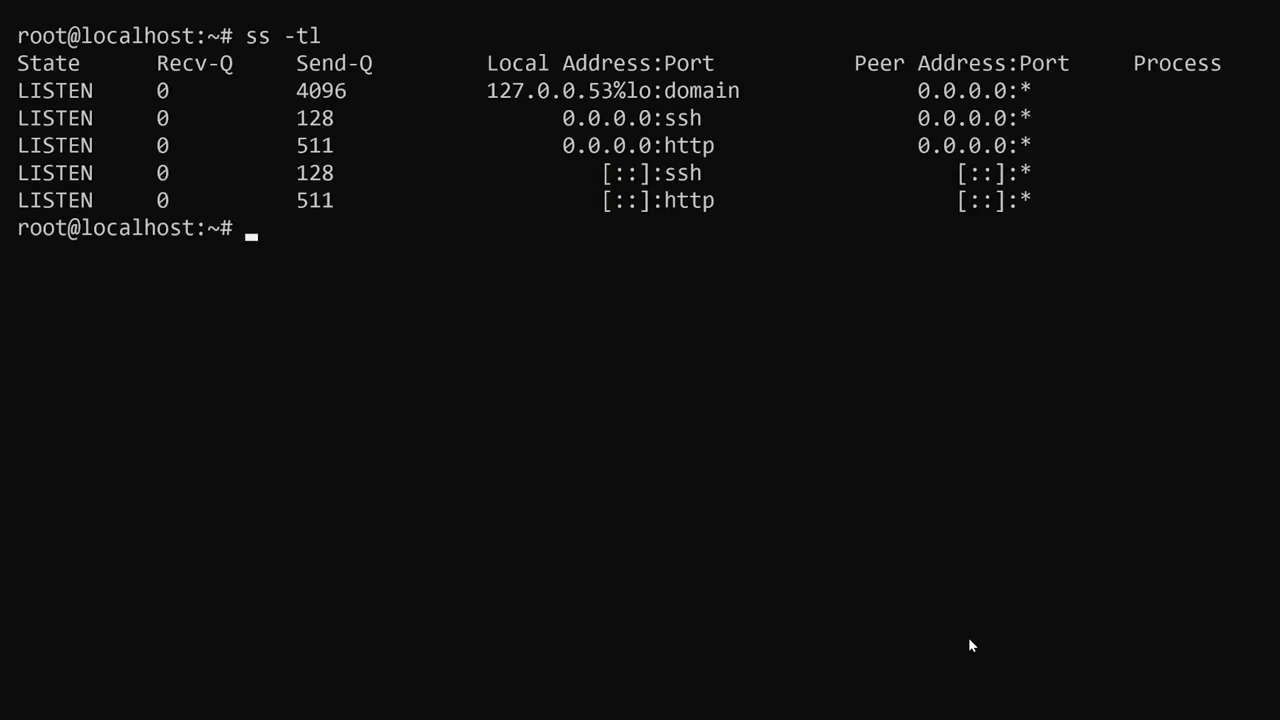 root@localhost:~# ss -tl
State Recv-Q Send-Q Local Address:Port Peer Address:Port Process
LISTEN 0 4096 127.0.0.53%lo:domain 0.0.0.0:*
LISTEN 0 128 0.0.0.0:ssh 0.0.0.0:*
LISTEN 0 511 0.0.0.0:http 0.0.0.0:*
LISTEN 0 128 [::]:ssh [::]:*
LISTEN 0 511 [::]:http [::]:*
root@localhost:~#